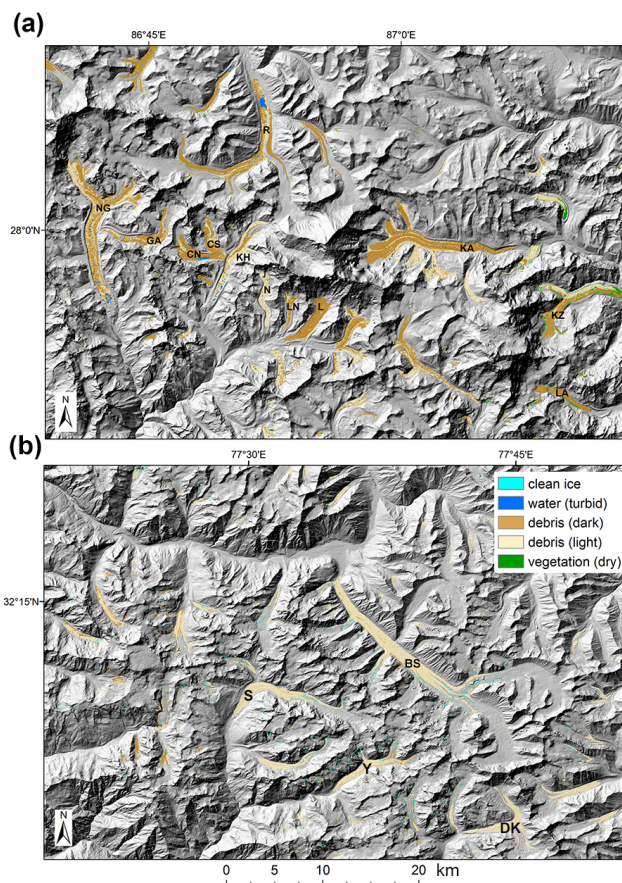 (a)
86°45'E
87°0'E
R
NG
28°0'N
GA
CS
CN
KH
KA
N
LN
L
KZ
LA
N
(b)
77°30'E
77°45'E
clean ice
water (turbid)
debris (dark)
debris (light)
vegetation (dry)
32°15'N
BS
S
Y
DK
N
0 5 10 20 km